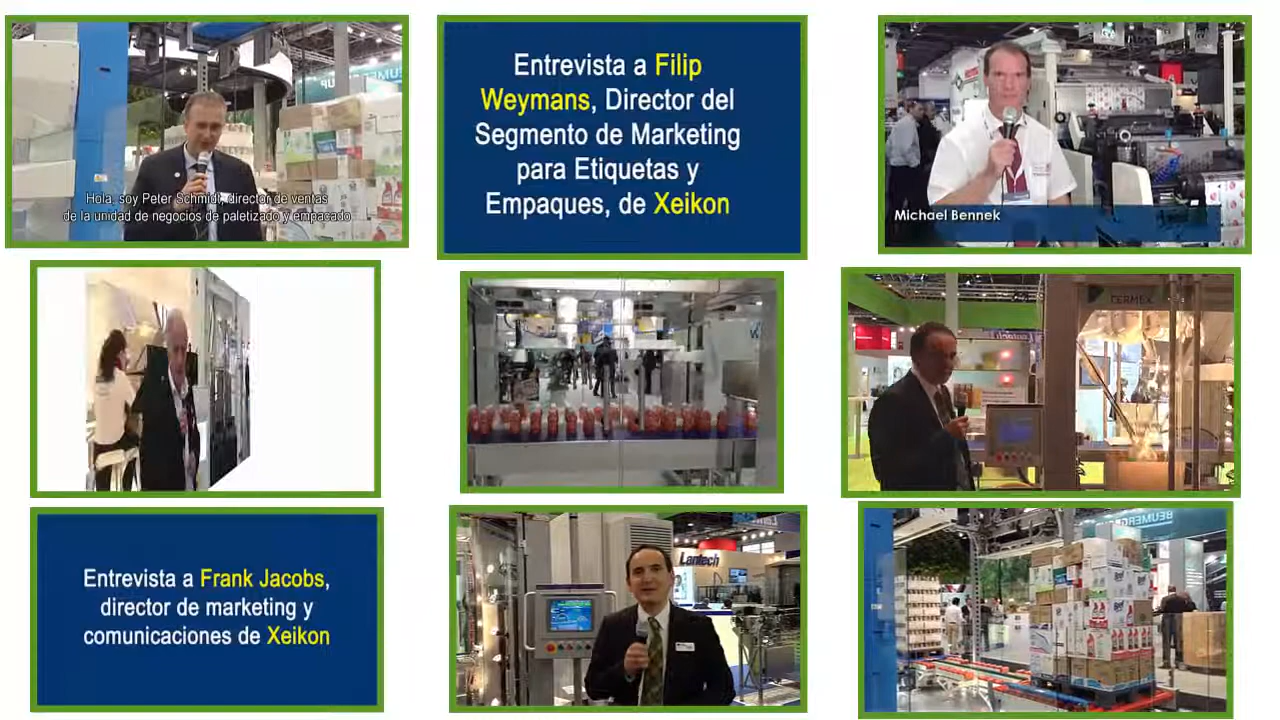 Hola, soy Peter Schmidt, director de ventas
de la unidad de negocios de paletizado y empacado
Entrevista a Filip
Weymans, Director del
Segmento de Marketing
para Etiquetas y
Empaques, de Xeikon
Michael Bennek
CERMEX
Entrevista a Frank Jacobs,
director de marketing y
comunicaciones de Xeikon
Lantech
BEUMERGROUP